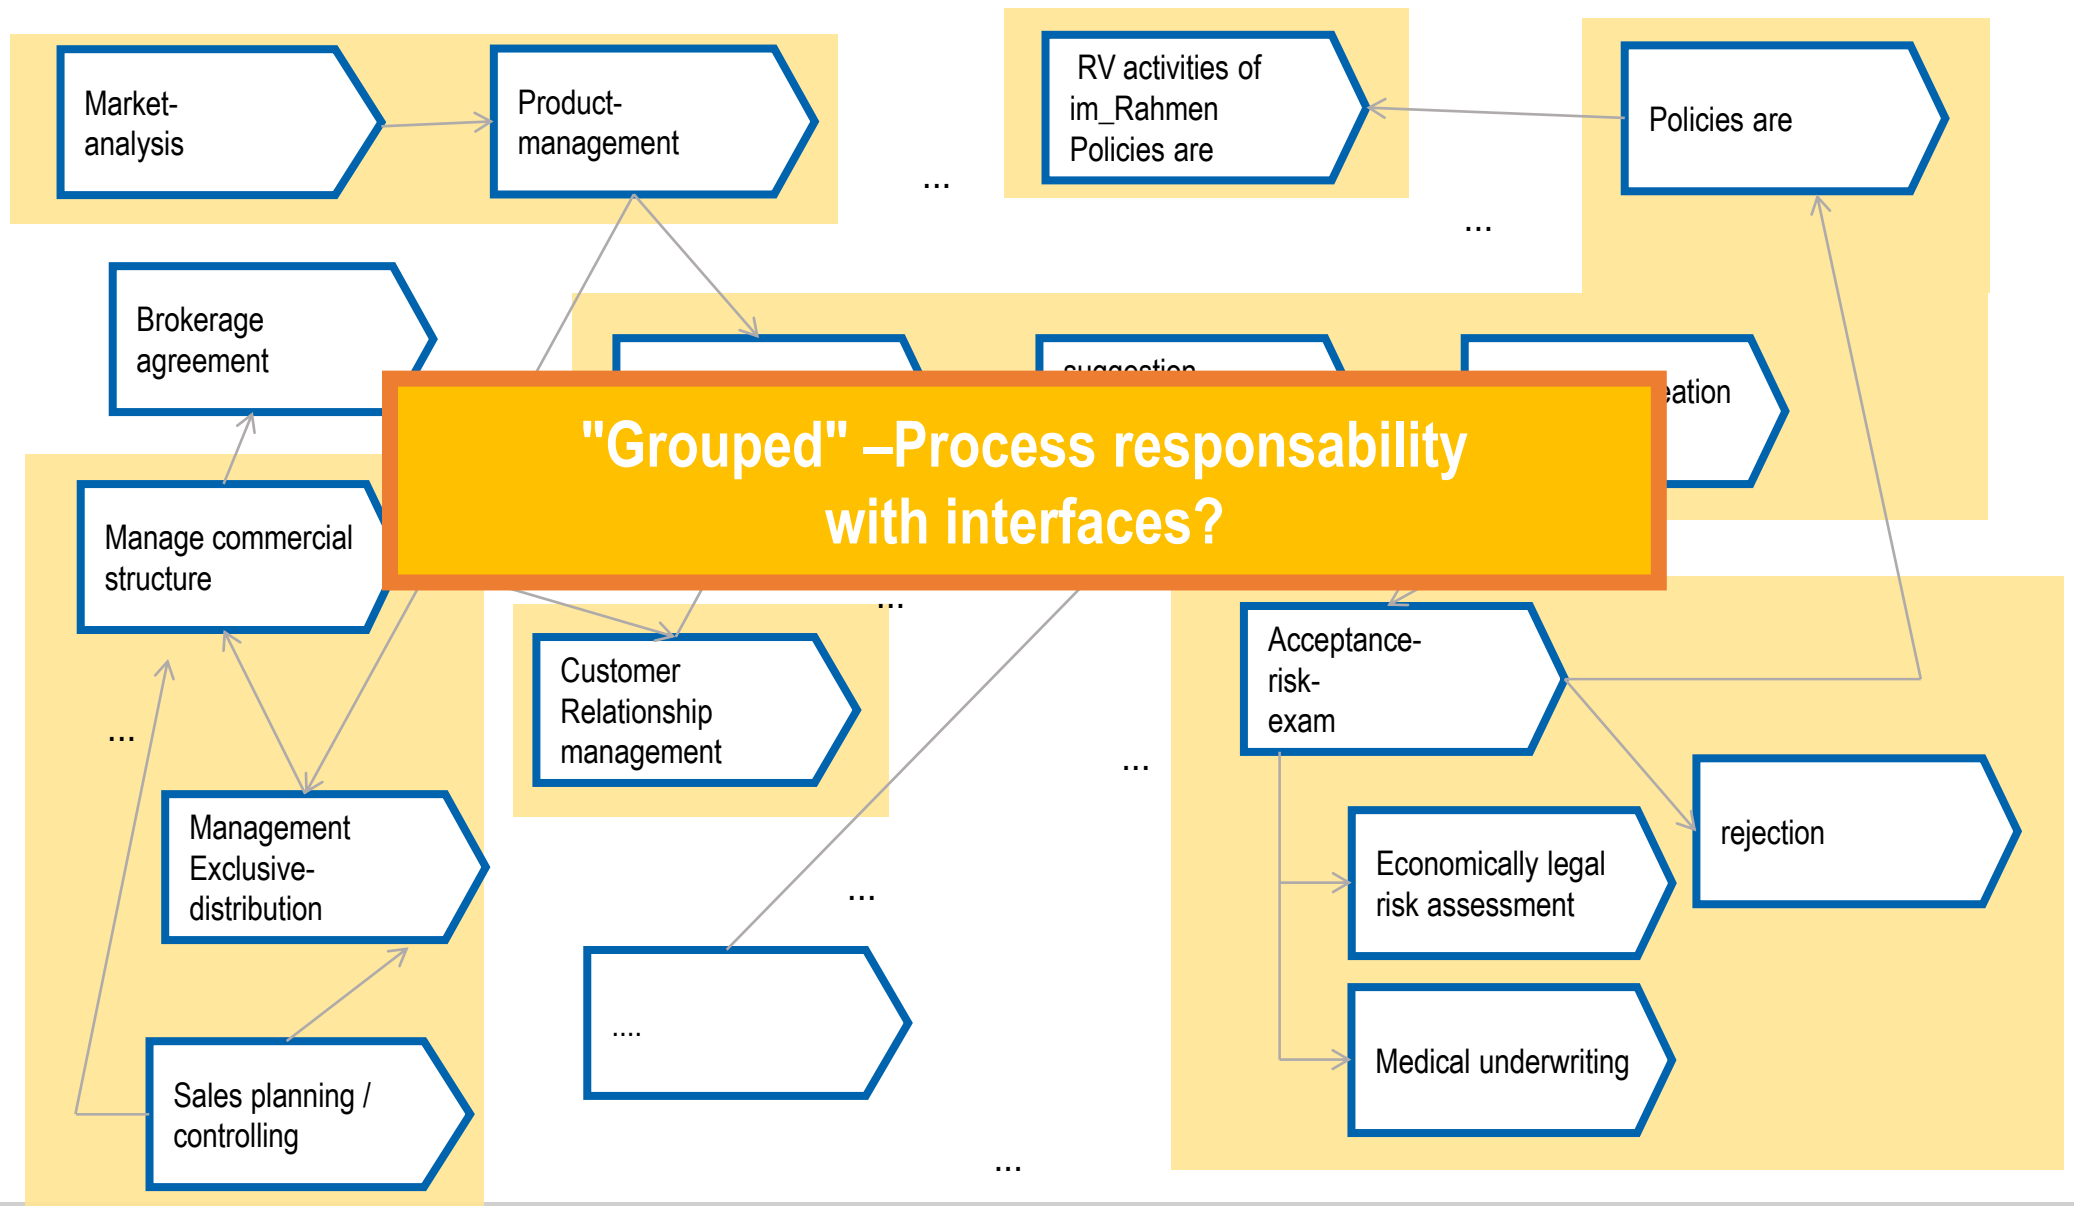 Market-
analysis
Product-
management
...
RV activities of
im_Rahmen
Policies are
...
Policies are
Brokerage
agreement
"Grouped" –Process responsability
with interfaces?
Manage commercial
structure
...
Customer
Relationship
management
...
Acceptance-
risk-
exam
...
Management
Exclusive-
distribution
...
Economically legal
risk assessment
rejection
....
Medical underwriting
Sales planning /
controlling
...